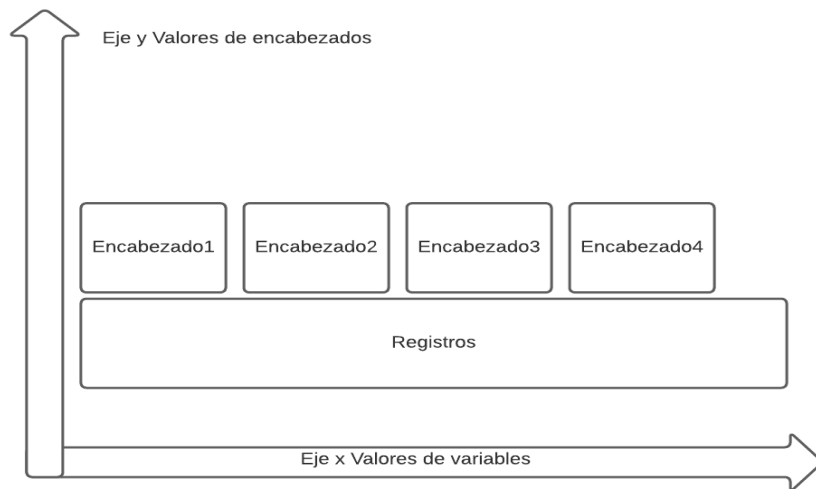 Eje y Valores de encabezados
Encabezado1
Encabezado2
Encabezado3
Encabezado4
Registros
Eje x Valores de variables